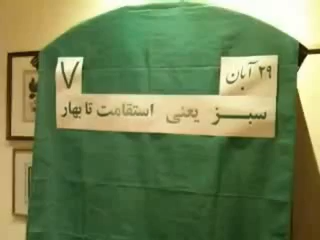 ۲۹ آبان
۷
سبز یعنی استقامت تا بهار